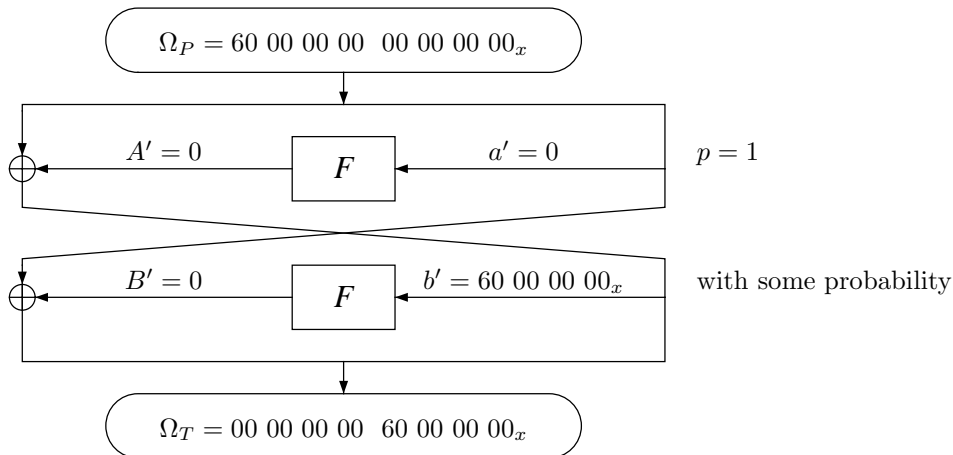 Ω_P = 60 00 00 00 00 00 00 00_x
A′ = 0
F
a′ = 0
p = 1
B′ = 0
F
b′ = 60 00 00 00_x
with some probability
Ω_T = 00 00 00 00 60 00 00 00_x